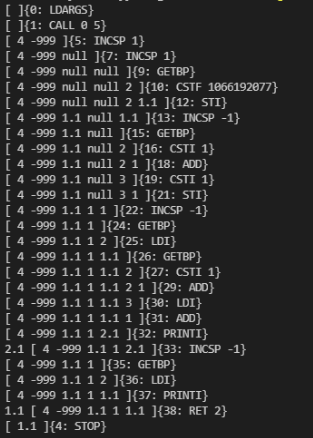 [ ]{0: LDARGS}
[ ]{1: CALL 0 5}
[ 4 -999 ]{5: INCSP 1}
[ 4 -999 null ]{7: INCSP 1}
[ 4 -999 null null ]{9: GETBP}
[ 4 -999 null null 2 ]{10: CSTF 1066192077}
[ 4 -999 null null 2 1.1 ]{12: STI}
[ 4 -999 1.1 null 1.1 ]{13: INCSP -1}
[ 4 -999 1.1 null ]{15: GETBP}
[ 4 -999 1.1 null 2 ]{16: CSTI 1}
[ 4 -999 1.1 null 2 1 ]{18: ADD}
[ 4 -999 1.1 null 3 ]{19: CSTI 1}
[ 4 -999 1.1 null 3 1 ]{21: STI}
[ 4 -999 1.1 1 1 ]{22: INCSP -1}
[ 4 -999 1.1 1 ]{24: GETBP}
[ 4 -999 1.1 1 2 ]{25: LDI}
[ 4 -999 1.1 1 1.1 ]{26: GETBP}
[ 4 -999 1.1 1 1.1 2 ]{27: CSTI 1}
[ 4 -999 1.1 1 1.1 2 1 ]{29: ADD}
[ 4 -999 1.1 1 1.1 3 ]{30: LDI}
[ 4 -999 1.1 1 1.1 1 ]{31: ADD}
[ 4 -999 1.1 1 2.1 ]{32: PRINTI}
2.1 [ 4 -999 1.1 1 2.1 ]{33: INCSP -1}
[ 4 -999 1.1 1 ]{35: GETBP}
[ 4 -999 1.1 1 2 ]{36: LDI}
[ 4 -999 1.1 1 1.1 ]{37: PRINTI}
1.1 [ 4 -999 1.1 1 1.1 ]{38: RET 2}
[ 1.1 ]{4: STOP}